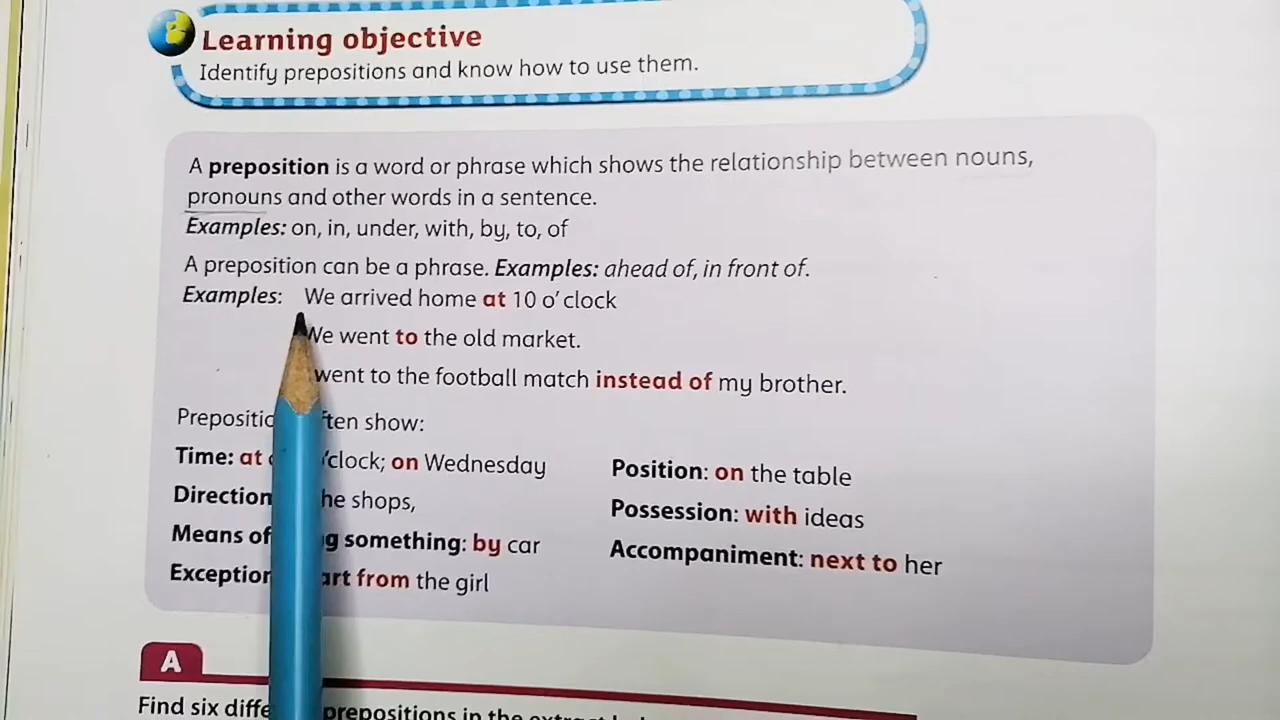 Learning objective
Identify prepositions and know how to use them.
A preposition is a word or phrase which shows the relationship between nouns,
pronouns and other words in a sentence.
Examples: on, in, under, with, by, to, of
A preposition can be a phrase. Examples: ahead of, in front of.
Examples: We arrived home at 10 o'clock
We went to the old market.
went to the football match instead of my brother.
show:
Time: at o'clock; on Wednesday
Direction the shops,
Means of something: by car
Exception from the girl
Position: on the table
Possession: with ideas
Accompaniment: next to her
A
Find six prepositions in the extract